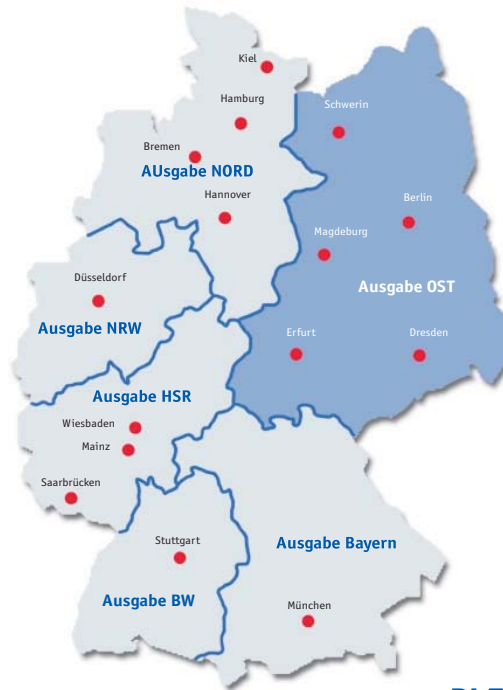 Kiel
Hamburg
Schwerin
Bremen
AUsgabe NORD
Hannover
Berlin
Magdeburg
Düsseldorf
Ausgabe OST
Ausgabe NRW
Erfurt
Dresden
Ausgabe HSR
Wiesbaden
Mainz
Saarbrücken
Stuttgart
Ausgabe Bayern
Ausgabe BW
München